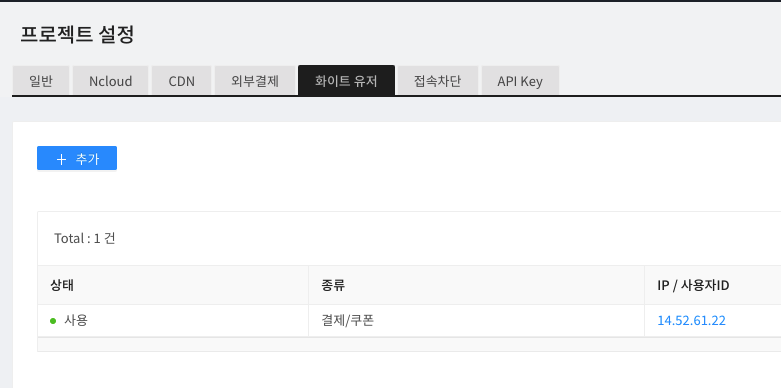 프로젝트 설정
일반 Ncloud CDN 외부결제 화이트 유저 접속차단 API Key
+ 추가
Total : 1 건
상태 종류 IP / 사용자ID
사용 결제/쿠폰 14.52.61.22